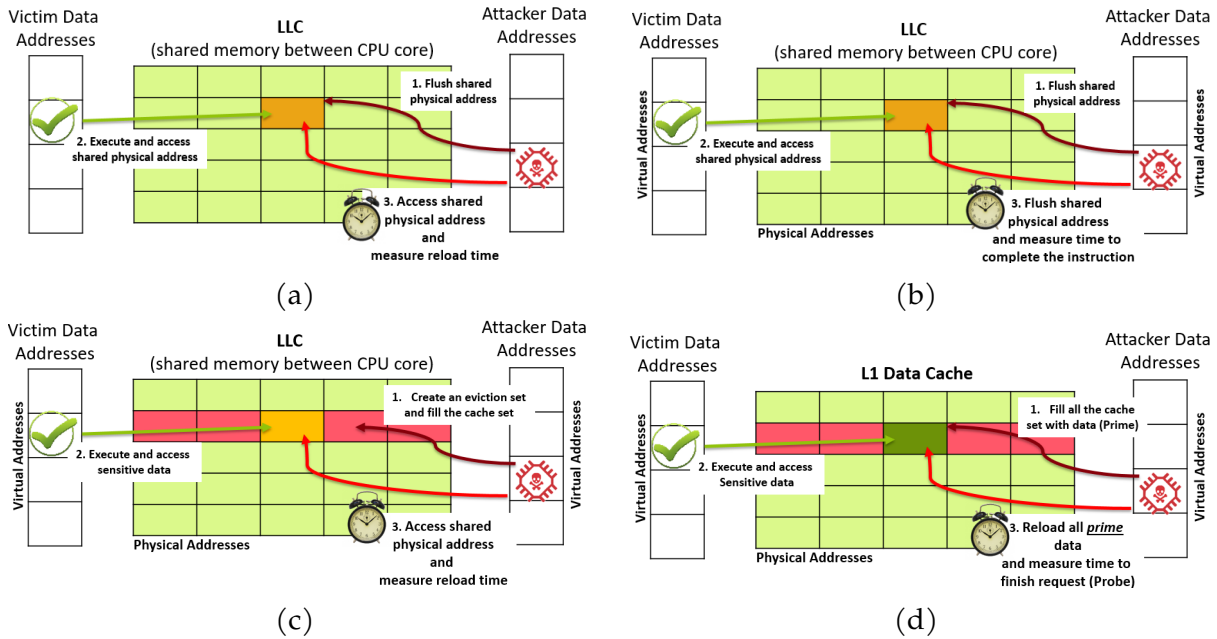 Victim Data
Addresses
LLC
(shared memory between CPU core)
Attacker Data
Addresses
1. Flush shared
physical address
2. Execute and access
shared physical address
3. Access shared
physical address
and
measure reload time
(a)
Victim Data
Addresses
LLC
(shared memory between CPU core)
Attacker Data
Addresses
Virtual Addresses
1. Flush shared
physical address
2. Execute and access
shared physical address
Virtual Addresses
3. Flush shared
physical address
and measure time to
complete the instruction
Physical Addresses
(b)
Victim Data
Addresses
LLC
(shared memory between CPU core)
Attacker Data
Addresses
Virtual Addresses
1. Create an eviction set
and fill the cache set
2. Execute and access
sensitive data
Virtual Addresses
3. Access shared
physical address
and
measure reload time
Physical Addresses
(c)
Victim Data
Addresses
L1 Data Cache
Attacker Data
Addresses
Virtual Addresses
1. Fill all the cache
set with data (Prime)
2. Execute and access
Sensitive data
Virtual Addresses
3. Reload all prime
data
and measure time to
finish request (Probe)
Physical Addresses
(d)